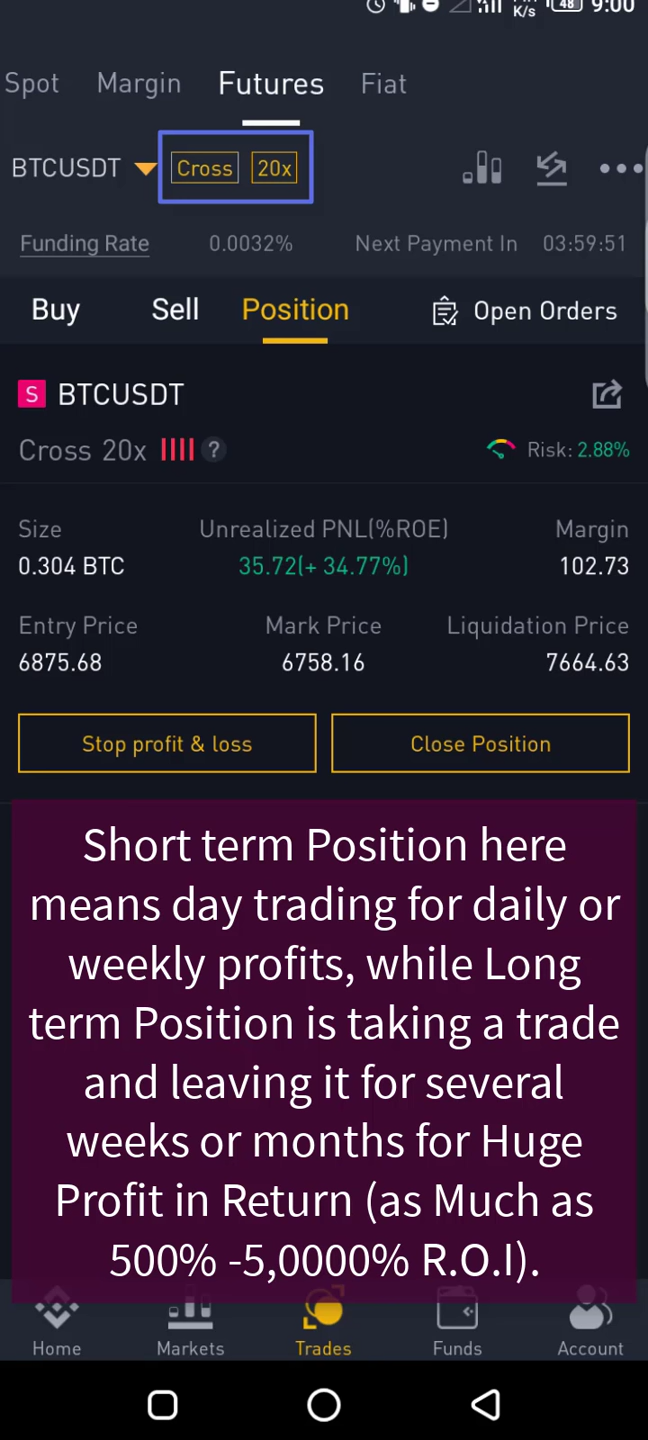 K/s 48 9:00
Spot Margin Futures Fiat
BTCUSDT Cross 20x
Funding Rate 0.0032% Next Payment In 03:59:51
Buy Sell Position Open Orders
S BTCUSDT
Cross 20x ? Risk: 2.88%
Size Unrealized PNL(%ROE) Margin
0.304 BTC 35.72(+ 34.77%) 102.73
Entry Price Mark Price Liquidation Price
6875.68 6758.16 7664.63
Stop profit & loss Close Position
Short term Position here
means day trading for daily or
weekly profits, while Long
term Position is taking a trade
and leaving it for several
weeks or months for Huge
Profit in Return (as Much as
500% -5,0000% R.O.I).
Home Markets Trades Funds Account